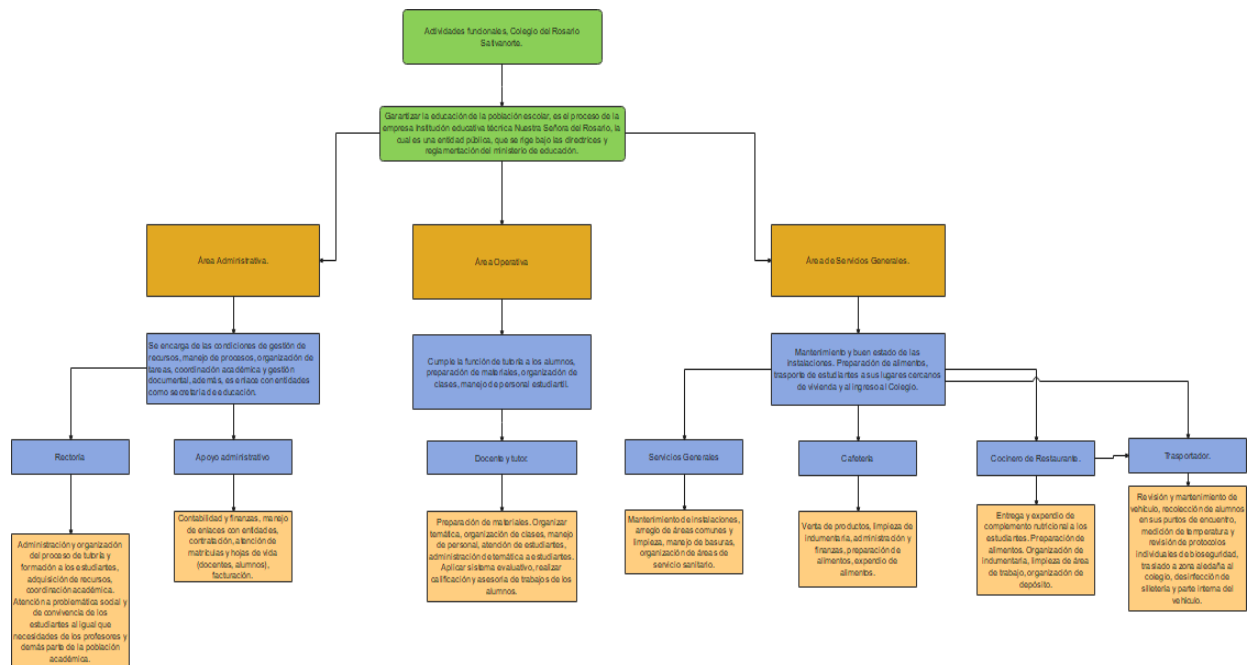 Actividades funcionales, Colegio del Rosario
Salivanorte.
Garantizar la educación de la población escolar, es el proceso de la
empresa Institución educativa técnica Nuestra Señora del Rosario, la
cual es una entidad pública, que se rige bajo las directrices y
reglamentación del ministerio de educación.
Área Administrativa.
Área Operativa
Área de Servicios Generales.
Se encarga de las condiciones de gestión de
recursos, manejo de procesos, organización de
tareas, coordinación académica y gestión
documental, además, es enlace con entidades
como secretaría de educación.
Cumple la función de tutoría a los alumnos,
preparación de materiales, organización de
clases, manejo de personal estudiantil.
Mantenimiento y buen estado de las
instalaciones. Preparación de alimentos,
trasporte de estudiantes a sus lugares cercanos
de vivienda y al ingreso al Colegio.
Rectoría
Apoyo administrativo
Docente y tutor.
Servicios Generales
Cafetería
Cocinero de Restaurante.
Trasportador.
Administración y organización
del proceso de tutoría y
formación a los estudiantes,
adquisición de recursos,
coordinación académica.
Atención a problemática social y
de convivencia de los
estudiantes al igual que
necesidades de los profesores y
demás parte de la población
académica.
Contabilidad y finanzas, manejo
de enlaces con entidades,
contratación, atención de
matrículas y hojas de vida
(docentes, alumnos),
facturación.
Preparación de materiales. Organizar
temática, organización de clases, manejo
de personal, atención de estudiantes,
administración de temática a estudiantes.
Aplicar sistema evaluativo, realizar
calificación y asesoría de trabajos de los
alumnos.
Mantenimiento de instalaciones,
arreglo de áreas comunes y
limpieza, manejo de basuras,
organización de áreas de
servicio sanitario.
Venta de productos, limpieza de
indumentaria, administración y
finanzas, preparación de
alimentos, expendio de
alimentos.
Entrega y expendio de
complemento nutricional a los
estudiantes. Preparación de
alimentos. Organización de
indumentaria, limpieza de área
de trabajo, organización de
depósito.
Revisión y mantenimiento de
vehículo, recolección de alumnos
en sus puntos de encuentro,
medición de temperatura y
revisión de protocolos
individuales de bioseguridad,
traslado a zona aledaña al
colegio, desinfección de
silletería y parte interna del
vehículo.